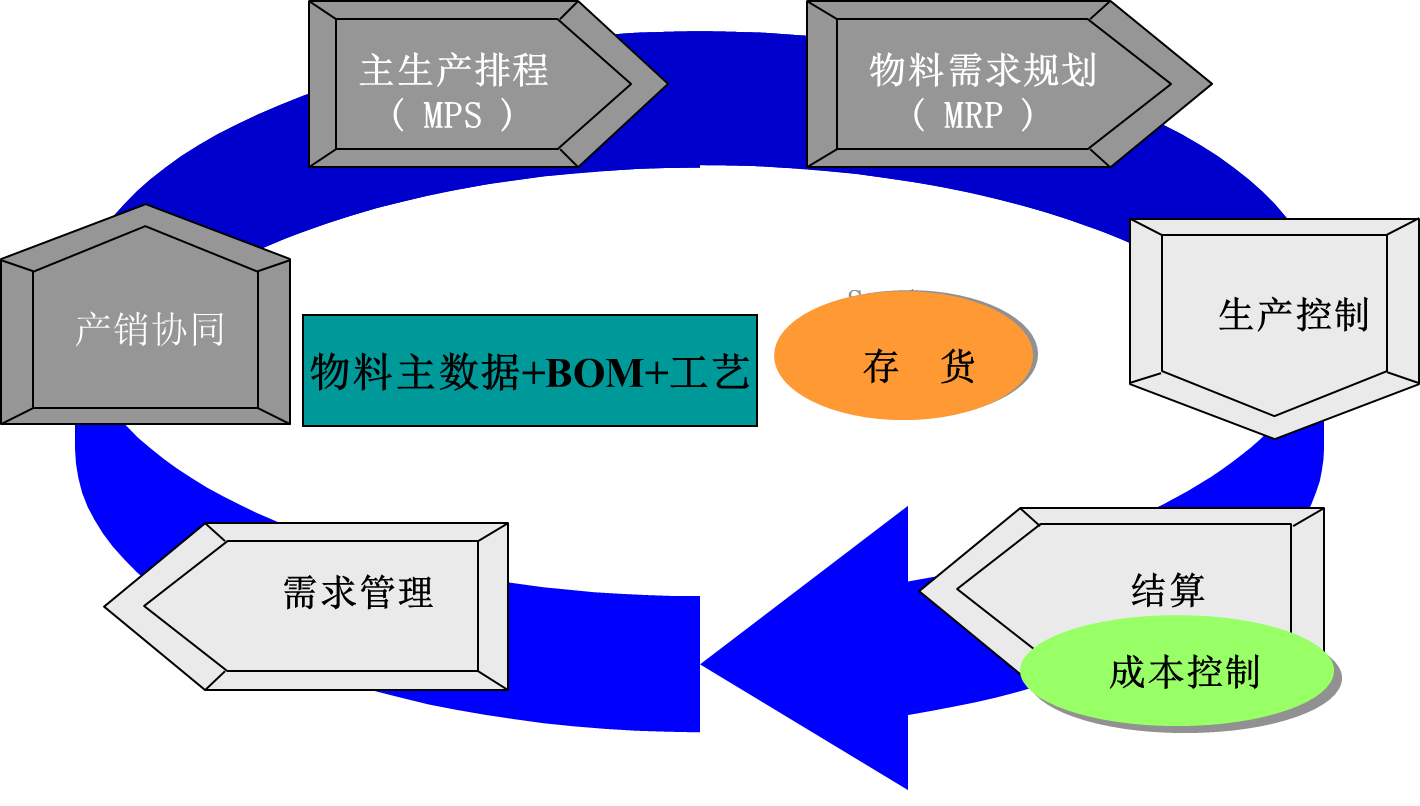 主生产排程
( MPS )
物料需求规划
( MRP )
产销协同
生产控制
物料主数据+BOM+工艺
存 货
需求管理
结算
成本控制